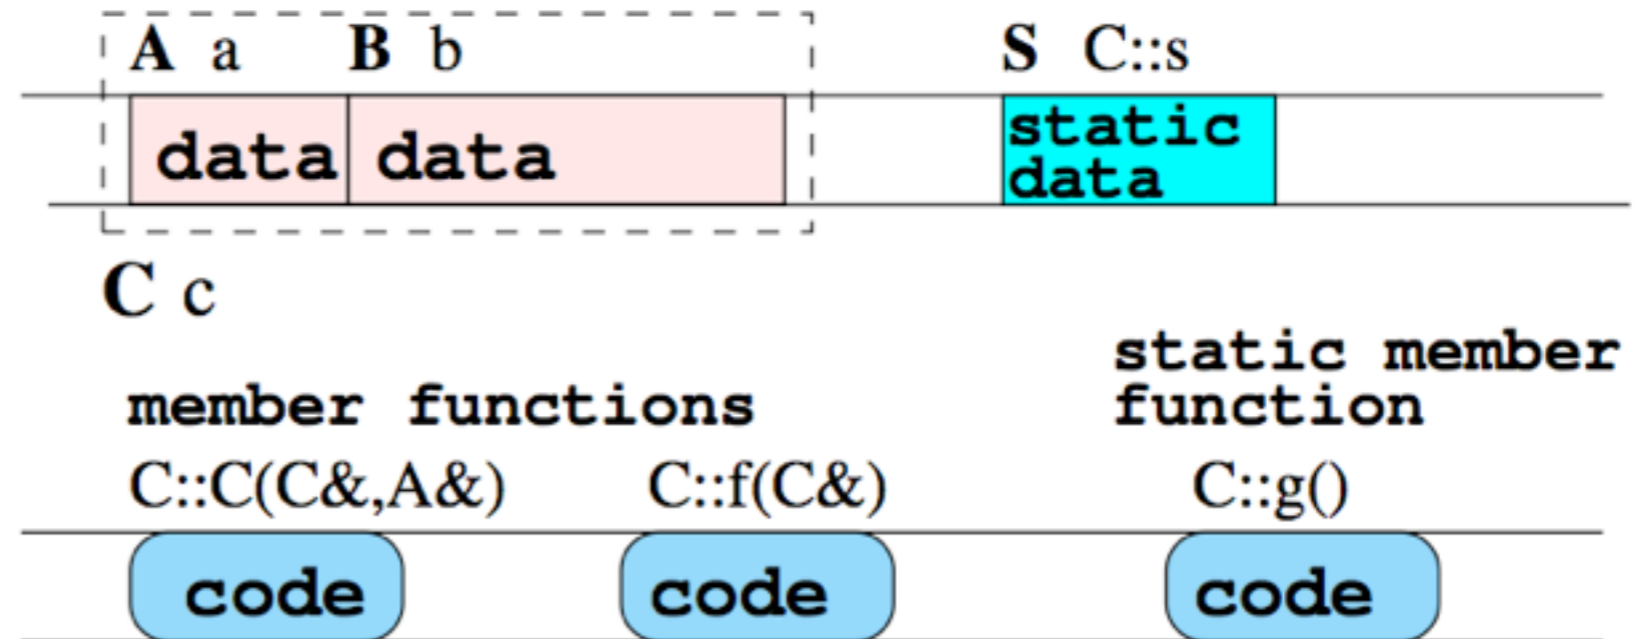 A a B b S C::s
data data static data
C c
member functions static member function
C::C(C&,A&) C::f(C&) C::g()
code code code